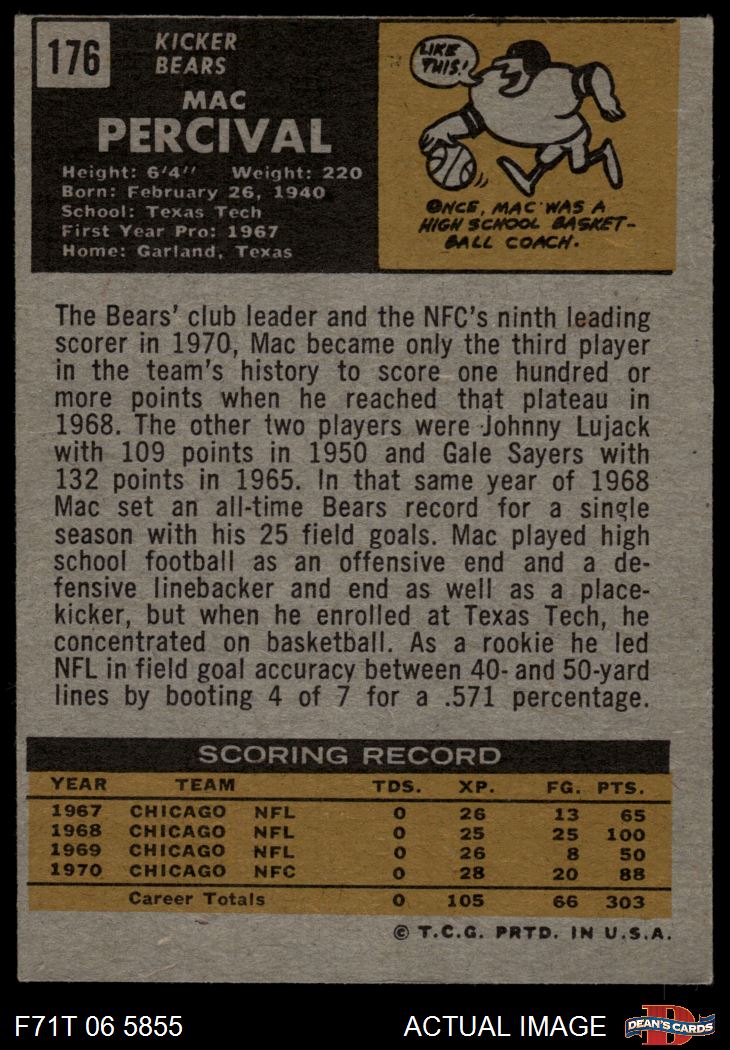 176
KICKER
BEARS
MAC
PERCIVAL
Height: 6'4" Weight: 220
Born: February 26, 1940
School: Texas Tech
First Year Pro: 1967
Home: Garland, Texas
LIKE
THIS!
ONCE, MAC WAS A
HIGH SCHOOL BASKET-
BALL COACH.
The Bears' club leader and the NFC's ninth leading
scorer in 1970, Mac became only the third player
in the team's history to score one hundred or
more points when he reached that plateau in
1968. The other two players were Johnny Lujack
with 109 points in 1950 and Gale Sayers with
132 points in 1965. In that same year of 1968
Mac set an all-time Bears record for a single
season with his 25 field goals. Mac played high
school football as an offensive end and a de-
fensive linebacker and end as well as a place-
kicker, but when he enrolled at Texas Tech, he
concentrated on basketball. As a rookie he led
NFL in field goal accuracy between 40- and 50-yard
lines by booting 4 of 7 for a .571 percentage.
SCORING RECORD
YEAR TEAM TDS. XP. FG. PTS.
1967 CHICAGO NFL 0 26 13 65
1968 CHICAGO NFL 0 25 25 100
1969 CHICAGO NFL 0 26 8 50
1970 CHICAGO NFC 0 28 20 88
Career Totals 0 105 66 303
© T.C.G. PRTD. IN U.S.A.
F71T 06 5855 ACTUAL IMAGE
D
DEAN'S CARDS